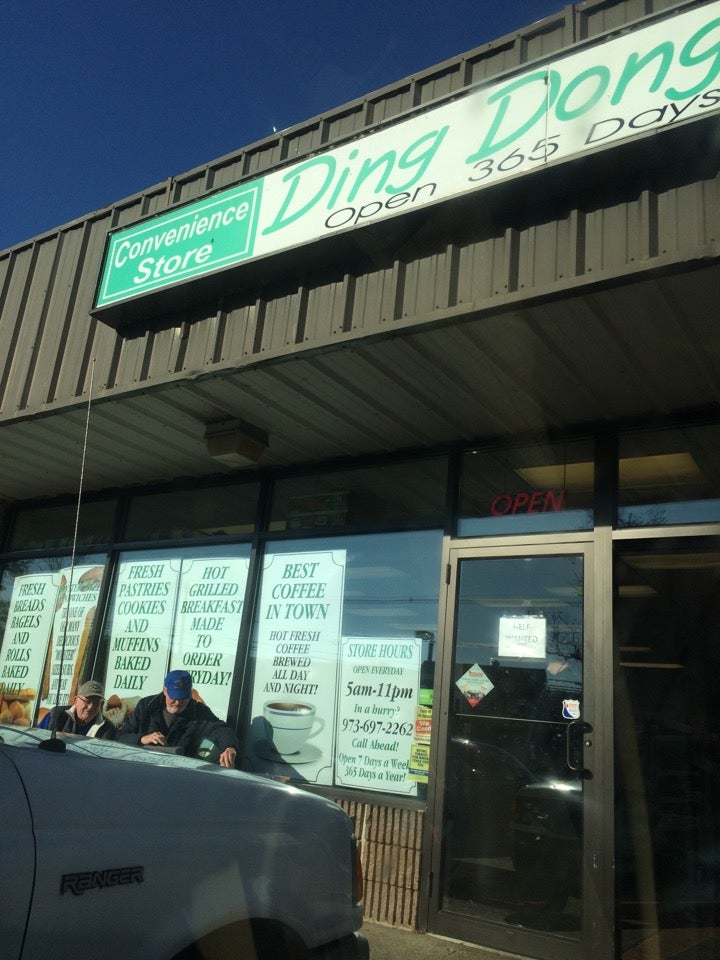 Convenience
Store
Ding Dong
Open 365 Days
OPEN
FRESH
BREADS
BAGELS
AND
ROLLS
BAKED
DAILY
FRESH
PASTRIES
COOKIES
AND
MUFFINS
BAKED
DAILY
HOT
GRILLED
BREAKFAST
MADE
TO
ORDER
RYDAY!
BEST
COFFEE
IN TOWN
HOT FRESH
COFFEE
BREWED
ALL DAY
AND NIGHT!
STORE HOURS
OPEN EVERYDAY
5am-11pm
In a hurry?
973-697-2262
Call Ahead!
Open 7 Days a Week
365 Days a Year!
HELP
WANTED
RANGER